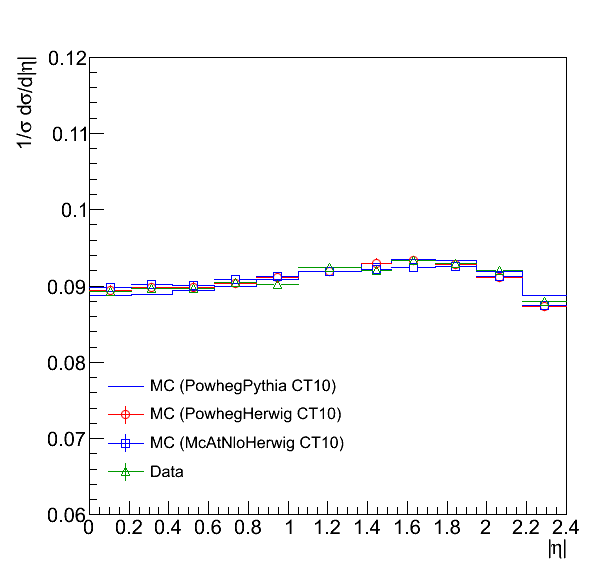 1/σ dσ/d|η|
0.12
0.11
0.1
0.09
0.08
0.07
0.06
MC (PowhegPythia CT10)
MC (PowhegHerwig CT10)
MC (McAtNloHerwig CT10)
Data
0 0.2 0.4 0.6 0.8 1 1.2 1.4 1.6 1.8 2 2.2 2.4
|η|